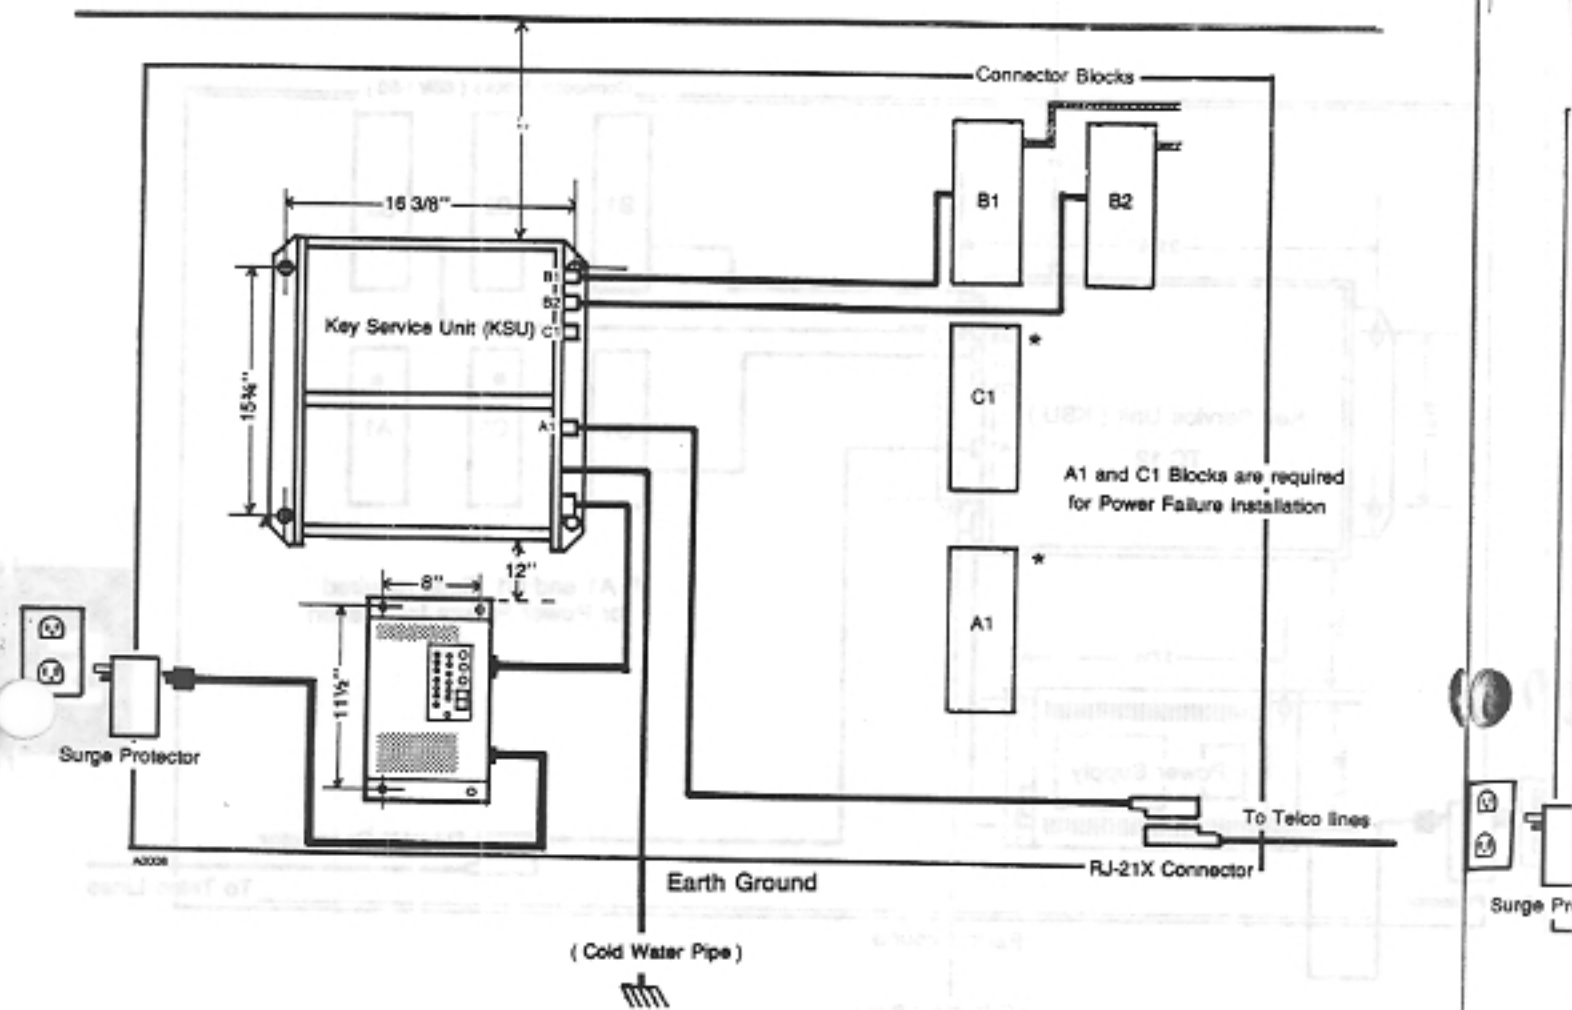 Connector Blocks
16 3/8"
B1
B2
B1
B2
Key Service Unit (KSU)
C1
15¾"
C1
A1
A1 and C1 Blocks are required
for Power Failure Installation
12"
8"
A1
11½"
Surge Protector
To Telco lines
RJ-21X Connector
Earth Ground
(Cold Water Pipe)
Surge